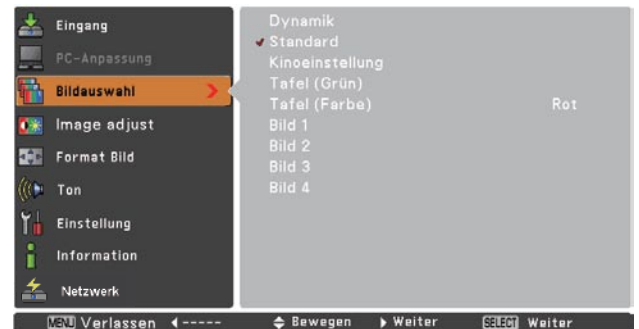 Eingang
PC-Anpassung
Bildauswahl
Image adjust
Format Bild
Ton
Einstellung
Information
Netzwerk
Dynamik
Standard
Kinoeinstellung
Tafel (Grün)
Tafel (Farbe) Rot
Bild 1
Bild 2
Bild 3
Bild 4
MENU Verlassen ----- Bewegen Weiter SELECT Weiter